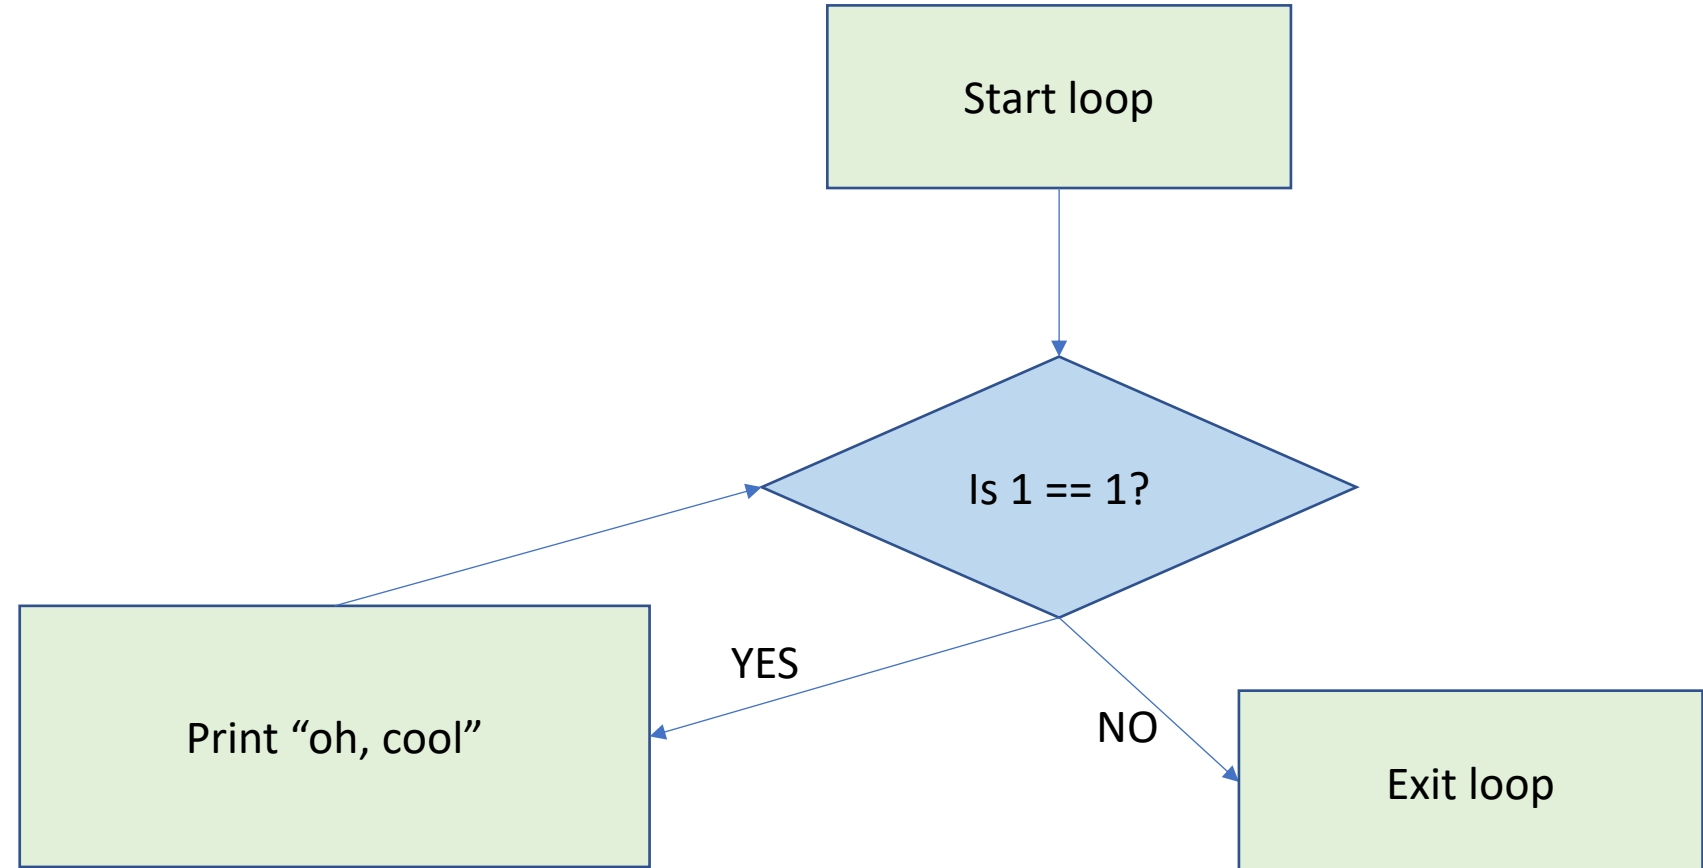 Start loop
Is 1 == 1?
YES
NO
Print “oh, cool”
Exit loop